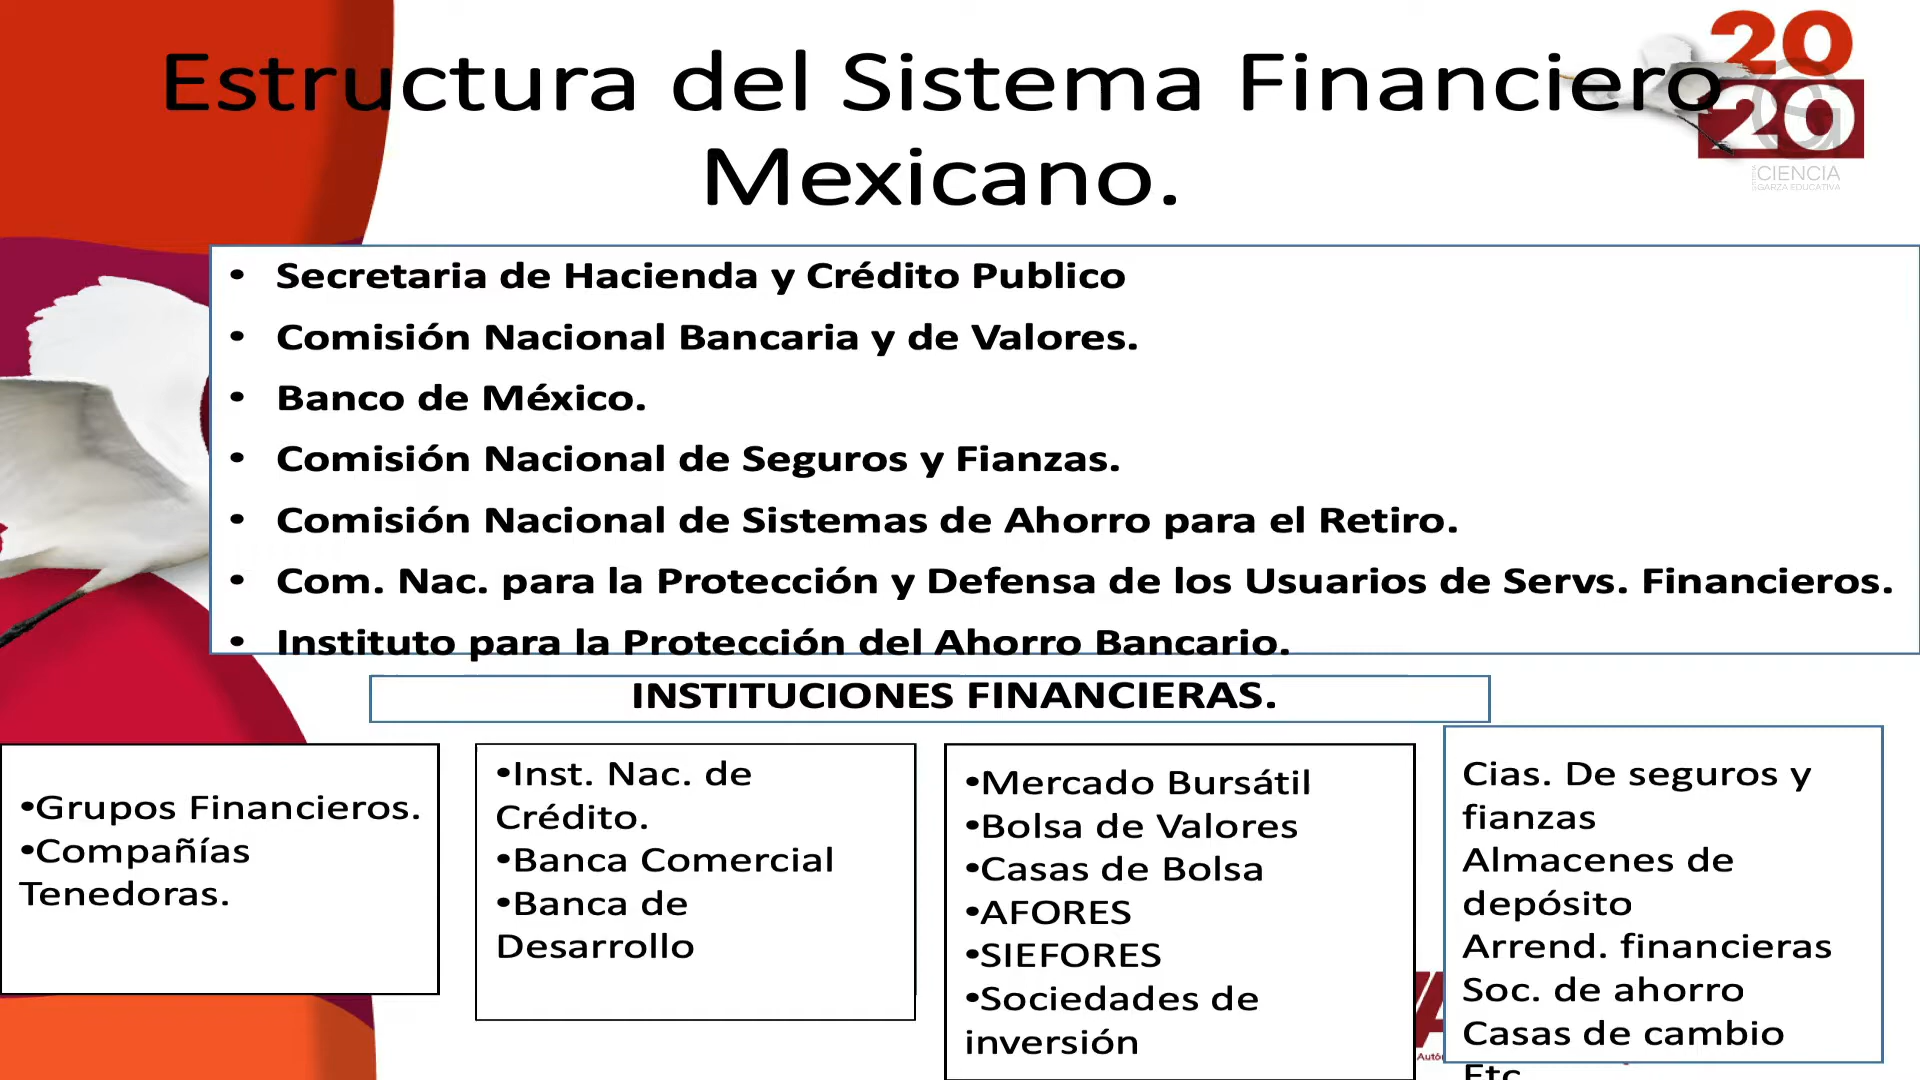 Estructura del Sistema Financiero
Mexicano.
20
20
CIENCIA
GARZA EDUCATIVA
• Secretaria de Hacienda y Crédito Publico
• Comisión Nacional Bancaria y de Valores.
• Banco de México.
• Comisión Nacional de Seguros y Fianzas.
• Comisión Nacional de Sistemas de Ahorro para el Retiro.
• Com. Nac. para la Protección y Defensa de los Usuarios de Servs. Financieros.
• Instituto para la Protección del Ahorro Bancario.
INSTITUCIONES FINANCIERAS.
•Grupos Financieros.
•Compañías
Tenedoras.
•Inst. Nac. de
Crédito.
•Banca Comercial
•Banca de
Desarrollo
•Mercado Bursátil
•Bolsa de Valores
•Casas de Bolsa
•AFORES
•SIEFORES
•Sociedades de
inversión
Cias. De seguros y
fianzas
Almacenes de
depósito
Arrend. financieras
Soc. de ahorro
Casas de cambio
Etc